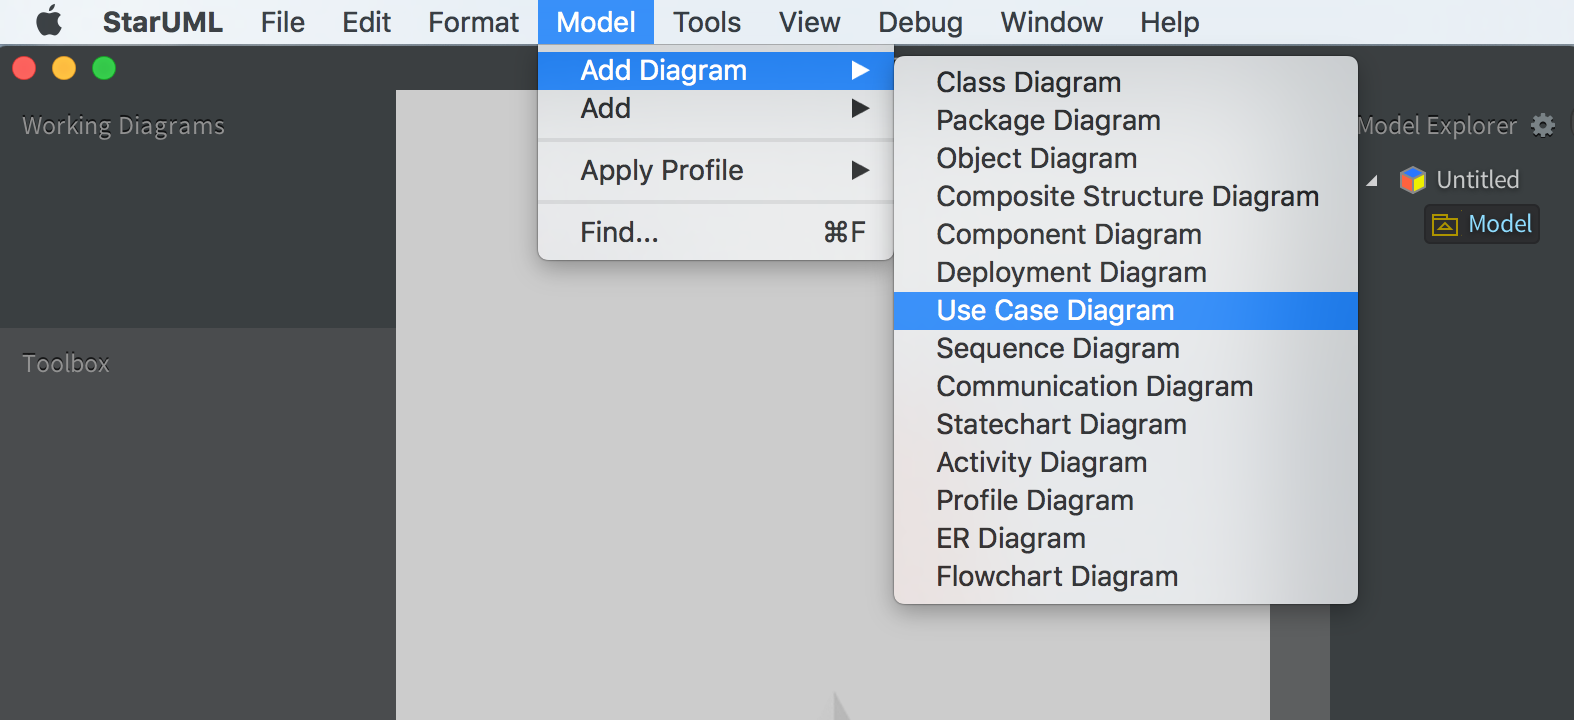 StarUML File Edit Format Model Tools View Debug Window Help
Working Diagrams
Toolbox
Add Diagram
Add
Apply Profile
Find... ⌘F
Class Diagram
Package Diagram
Object Diagram
Composite Structure Diagram
Component Diagram
Deployment Diagram
Use Case Diagram
Sequence Diagram
Communication Diagram
Statechart Diagram
Activity Diagram
Profile Diagram
ER Diagram
Flowchart Diagram
Model Explorer
Untitled
Model